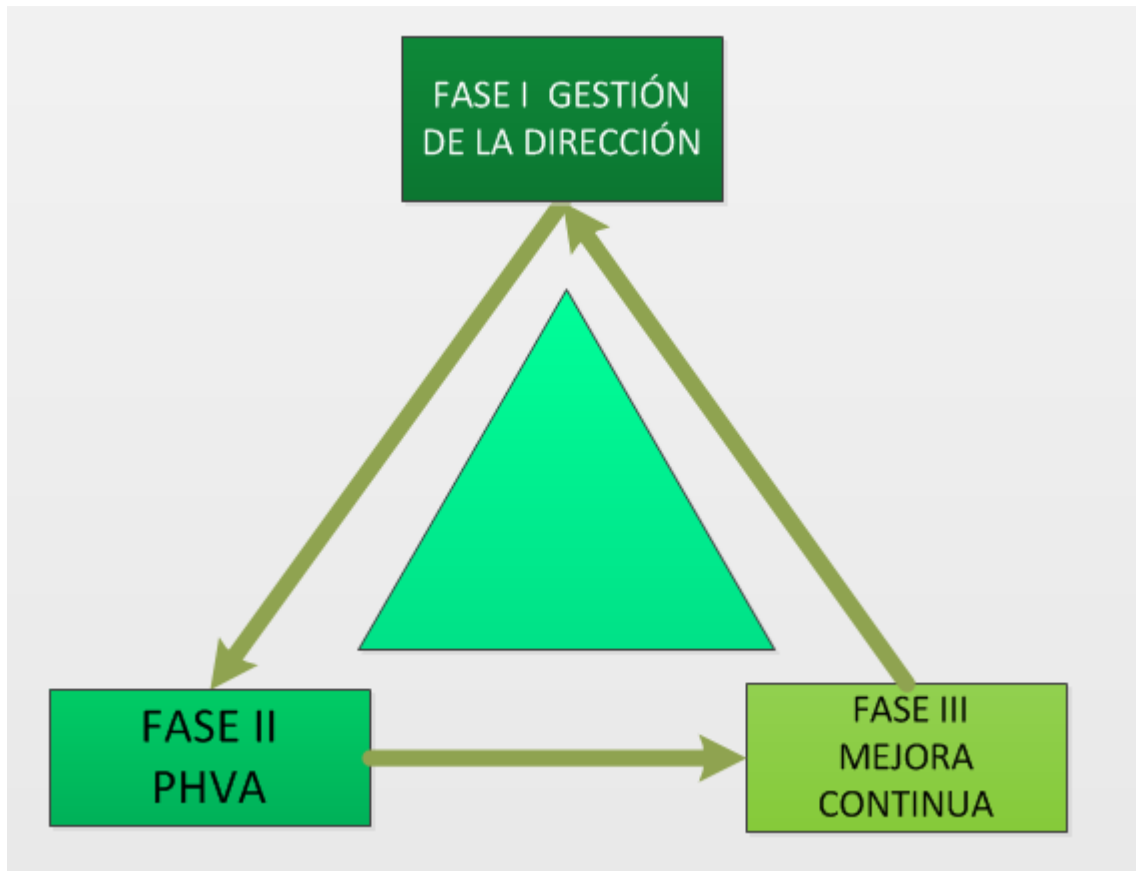 FASE I GESTIÓN
DE LA DIRECCIÓN
FASE II
PHVA
FASE III
MEJORA
CONTINUA